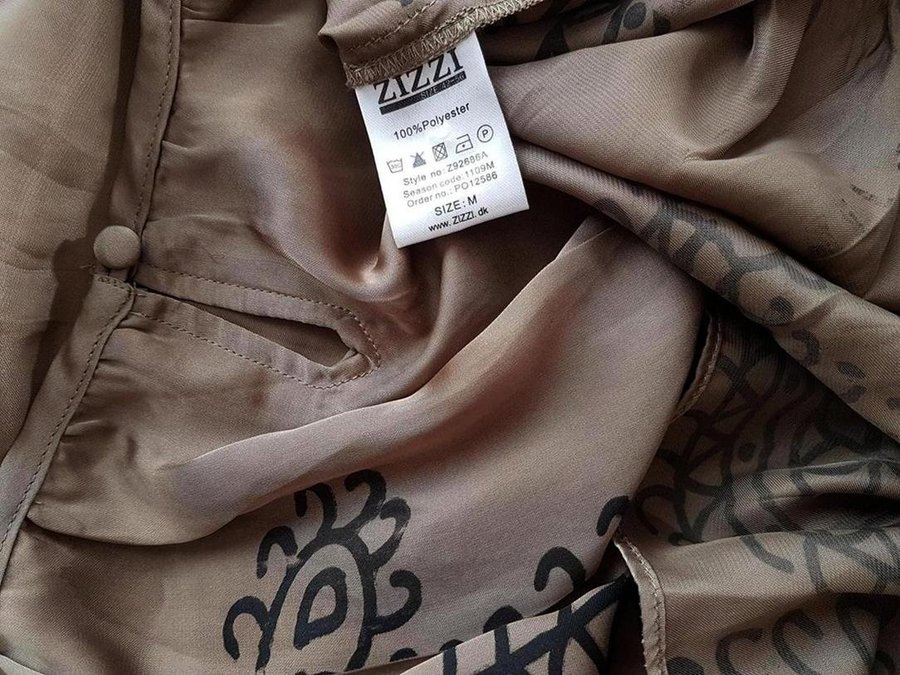 ZIZZI
SIZE 42-56
100%Polyester
P
Style no: Z92686A
Season code: 1109M
Order no.: PO12586
SIZE: M
www.ZIZZI.dk